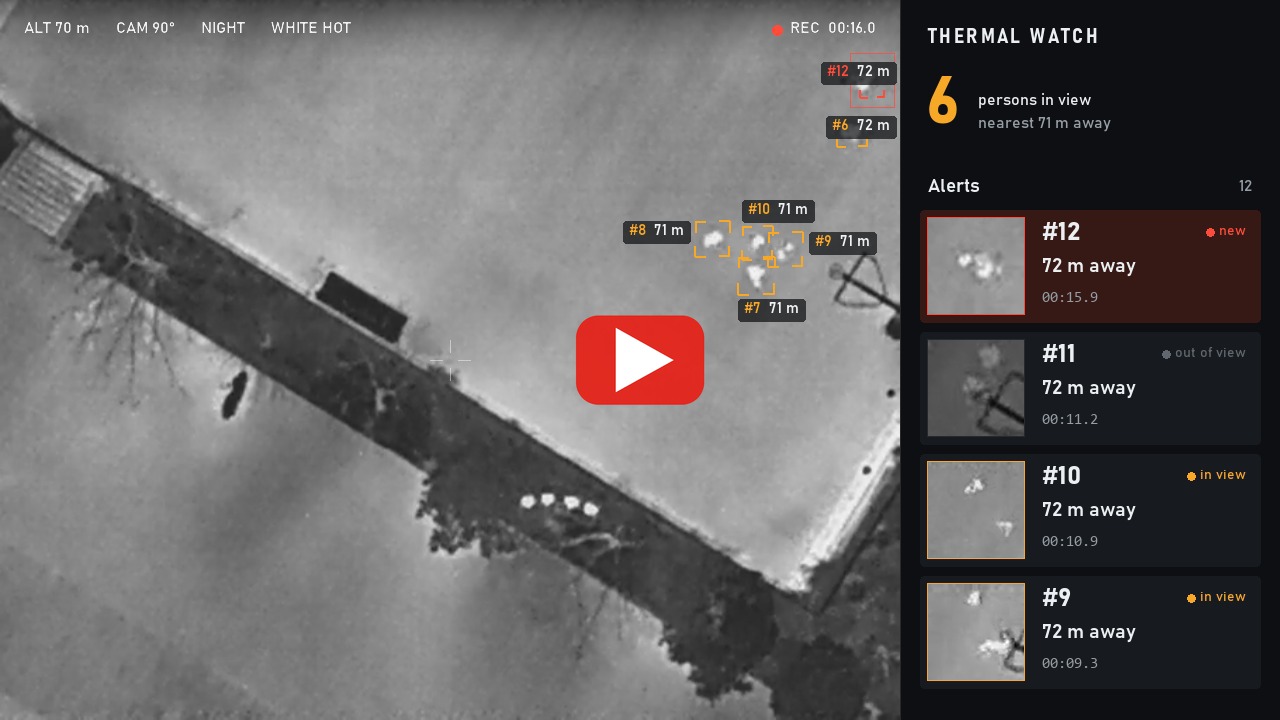 ALT 70 m CAM 90° NIGHT WHITE HOT
REC 00:16.0
#12 72 m
#6 72 m
#10 71 m
#8 71 m
#9 71 m
#7 71 m
THERMAL WATCH
6
persons in view
nearest 71 m away
Alerts 12
#12 new
72 m away
00:15.9
#11 out of view
72 m away
00:11.2
#10 in view
72 m away
00:10.9
#9 in view
72 m away
00:09.3